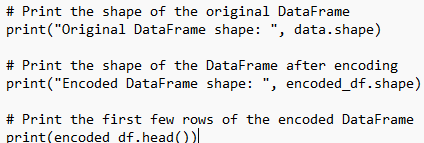 # Print the shape of the original DataFrame
print("Original DataFrame shape: ", data.shape)
# Print the shape of the DataFrame after encoding
print("Encoded DataFrame shape: ", encoded_df.shape)
# Print the first few rows of the encoded DataFrame
print(encoded_df.head())